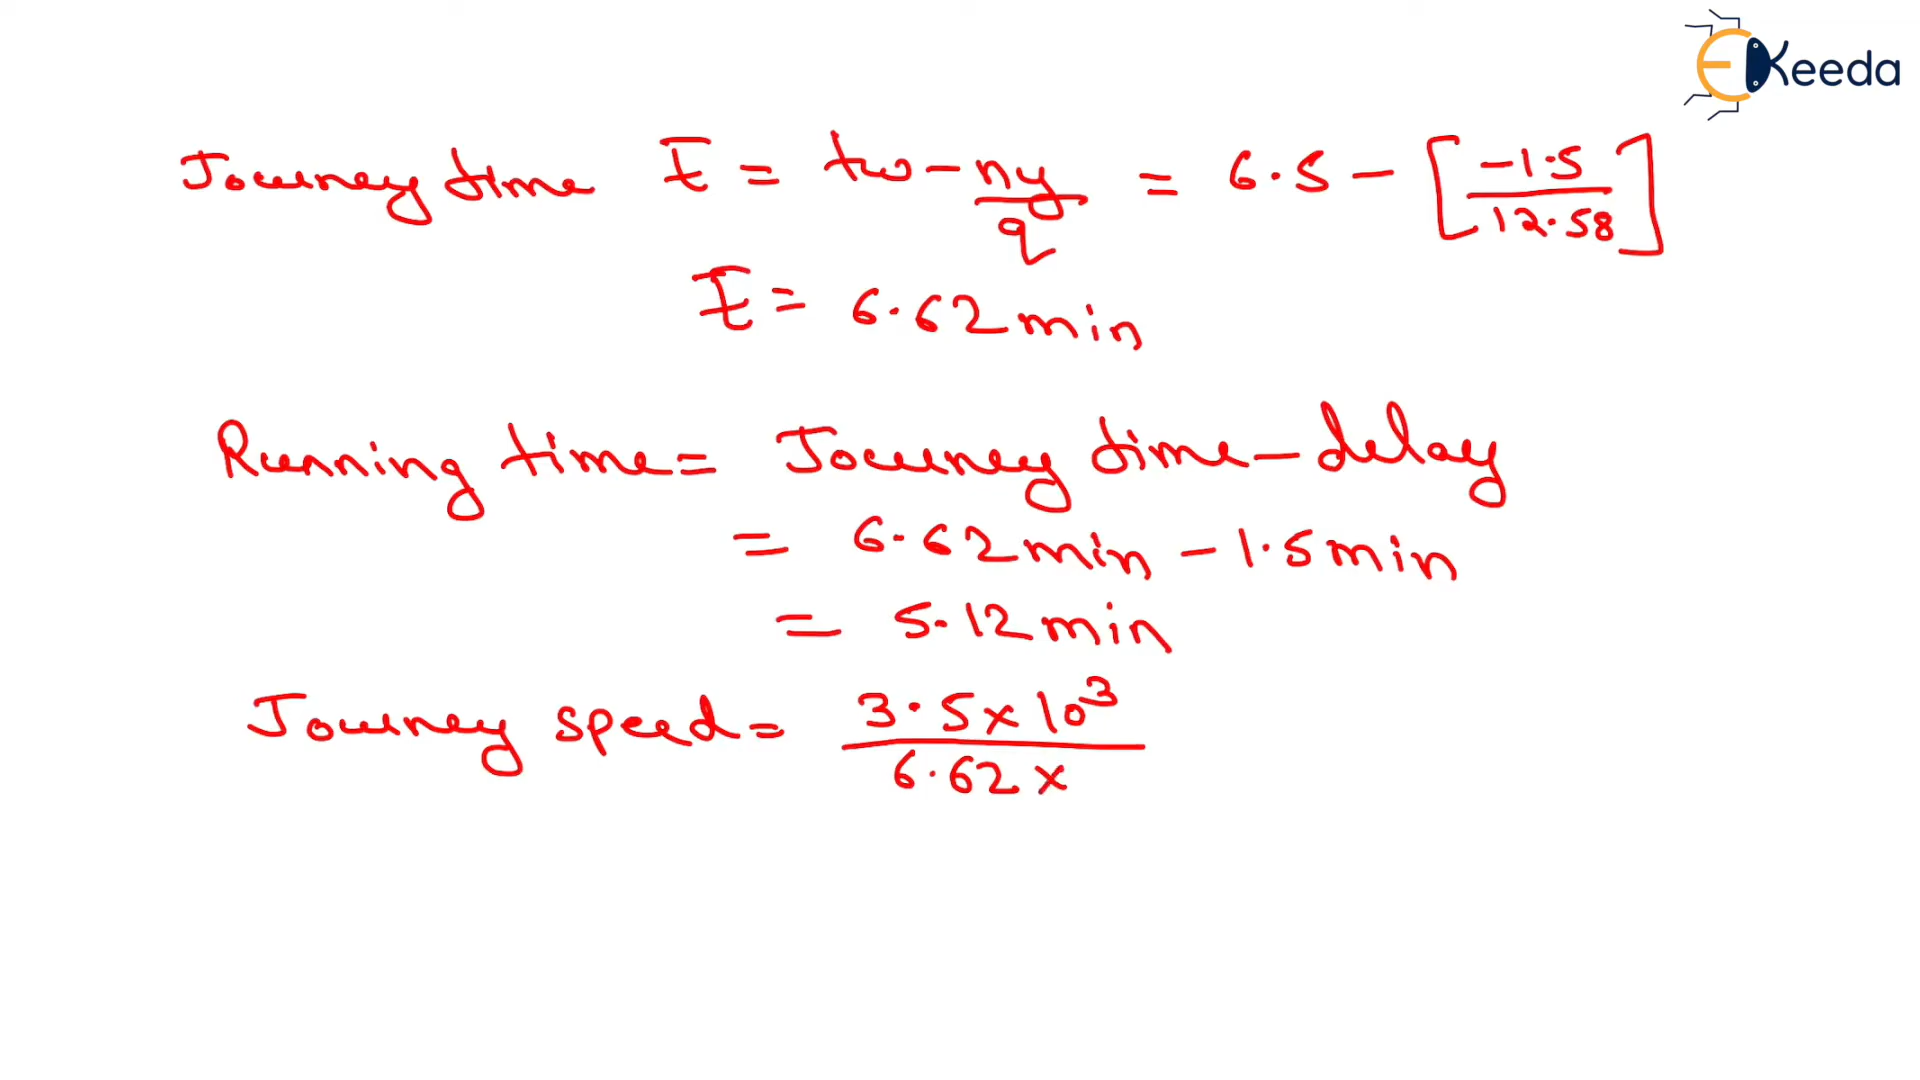 EKeeda
Journey time t̄ = tw - ny/q = 6.5 - [-1.5/12.58]
t̄ = 6.62 min
Running time = Journey time - delay
= 6.62 min - 1.5 min
= 5.12 min
Journey speed = 3.5 x 10³ / 6.62 x